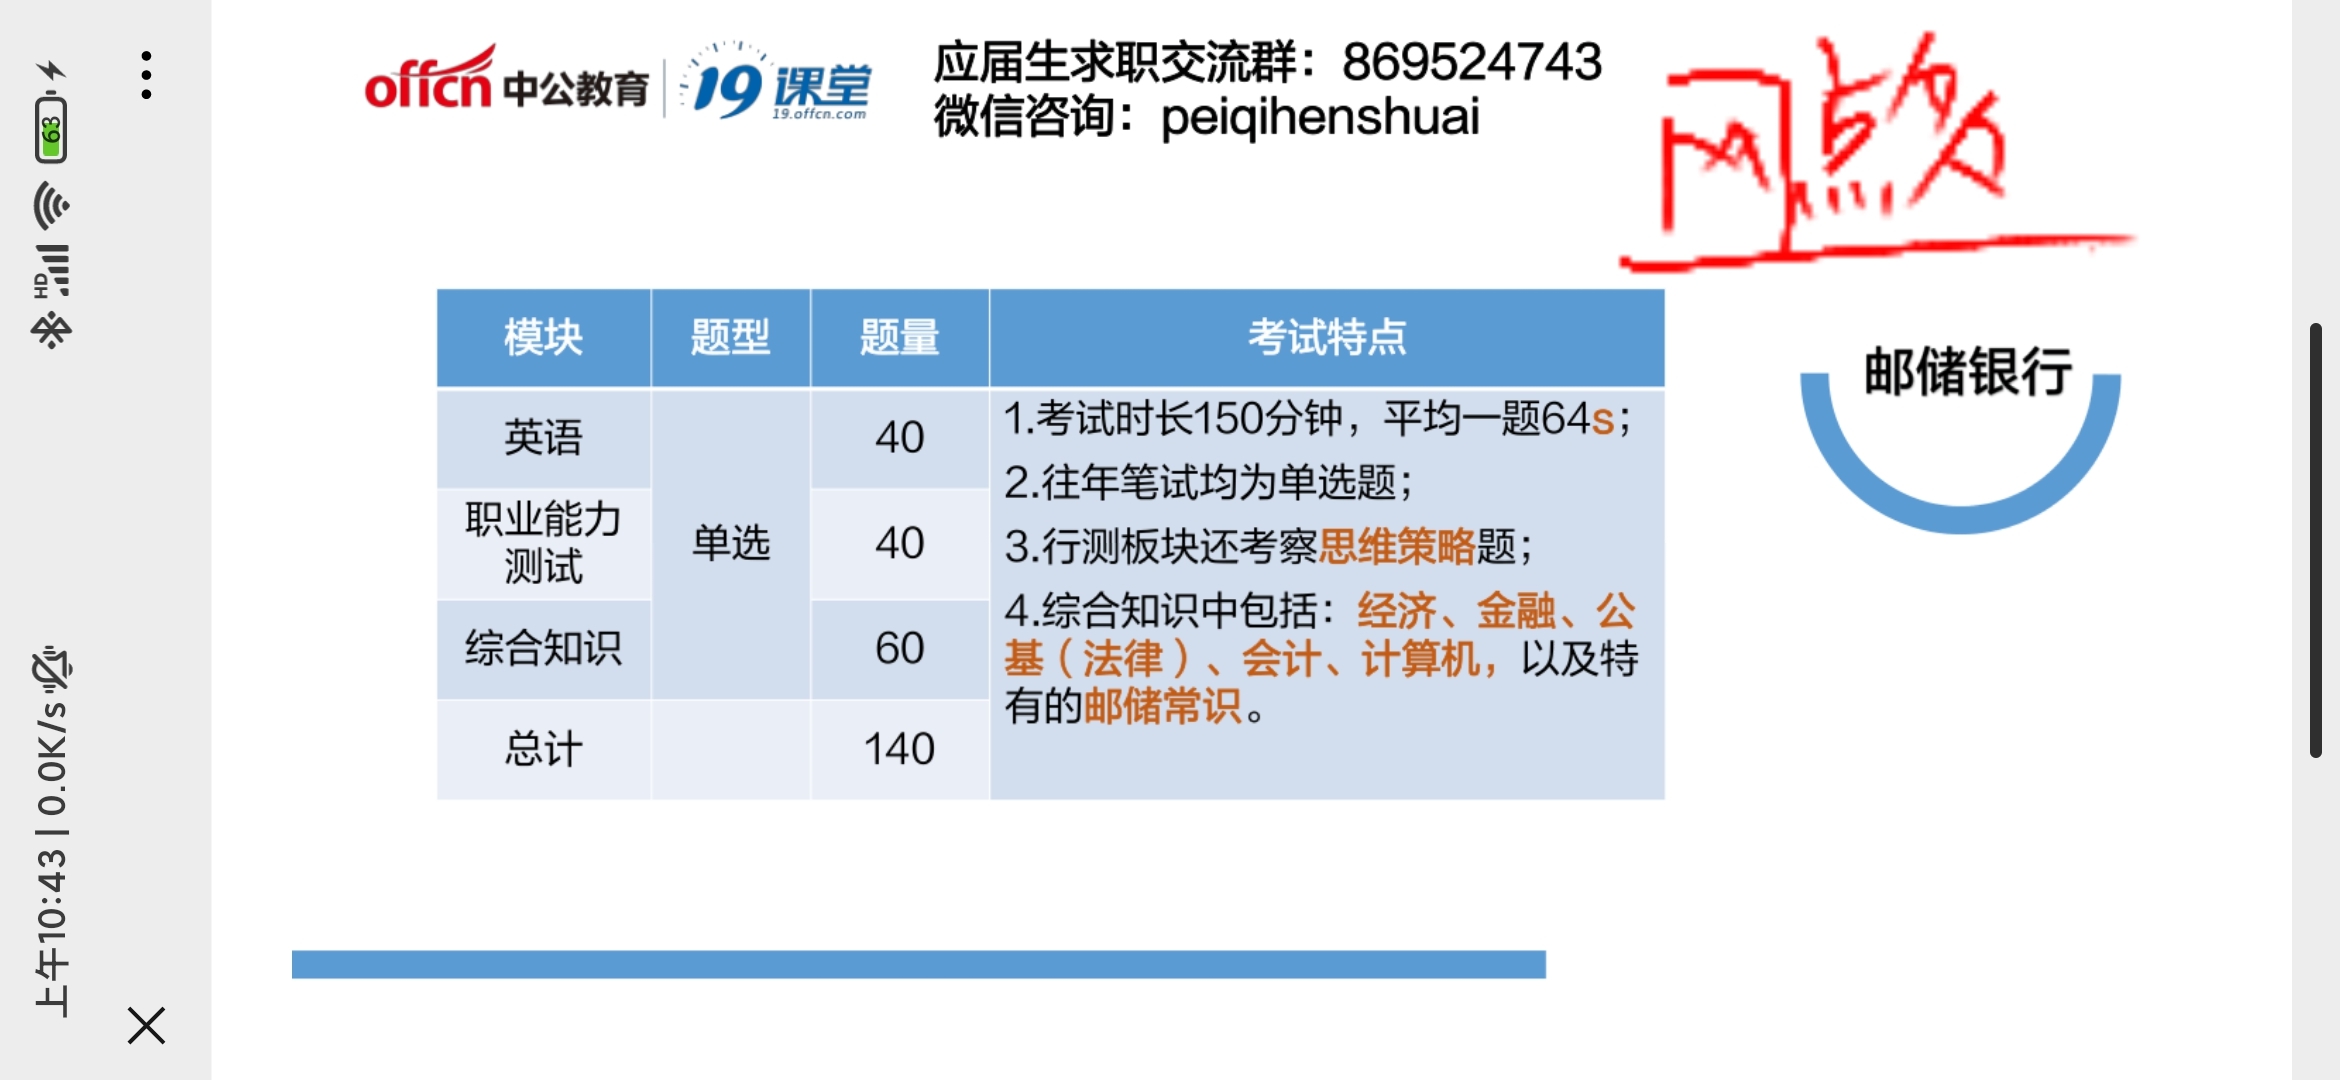 上午10:43 | 0.0K/s
HD
63
offcn 中公教育
19课堂
19.offcn.com
应届生求职交流群：869524743
微信咨询：peiqihenshuai
网点多
邮储银行
模块 题型 题量 考试特点
英语 单选 40
职业能力
测试 40
综合知识 60
总计 140
1.考试时长150分钟，平均一题64s；
2.往年笔试均为单选题；
3.行测板块还考察思维策略题；
4.综合知识中包括：经济、金融、公
基（法律）、会计、计算机，以及特
有的邮储常识。